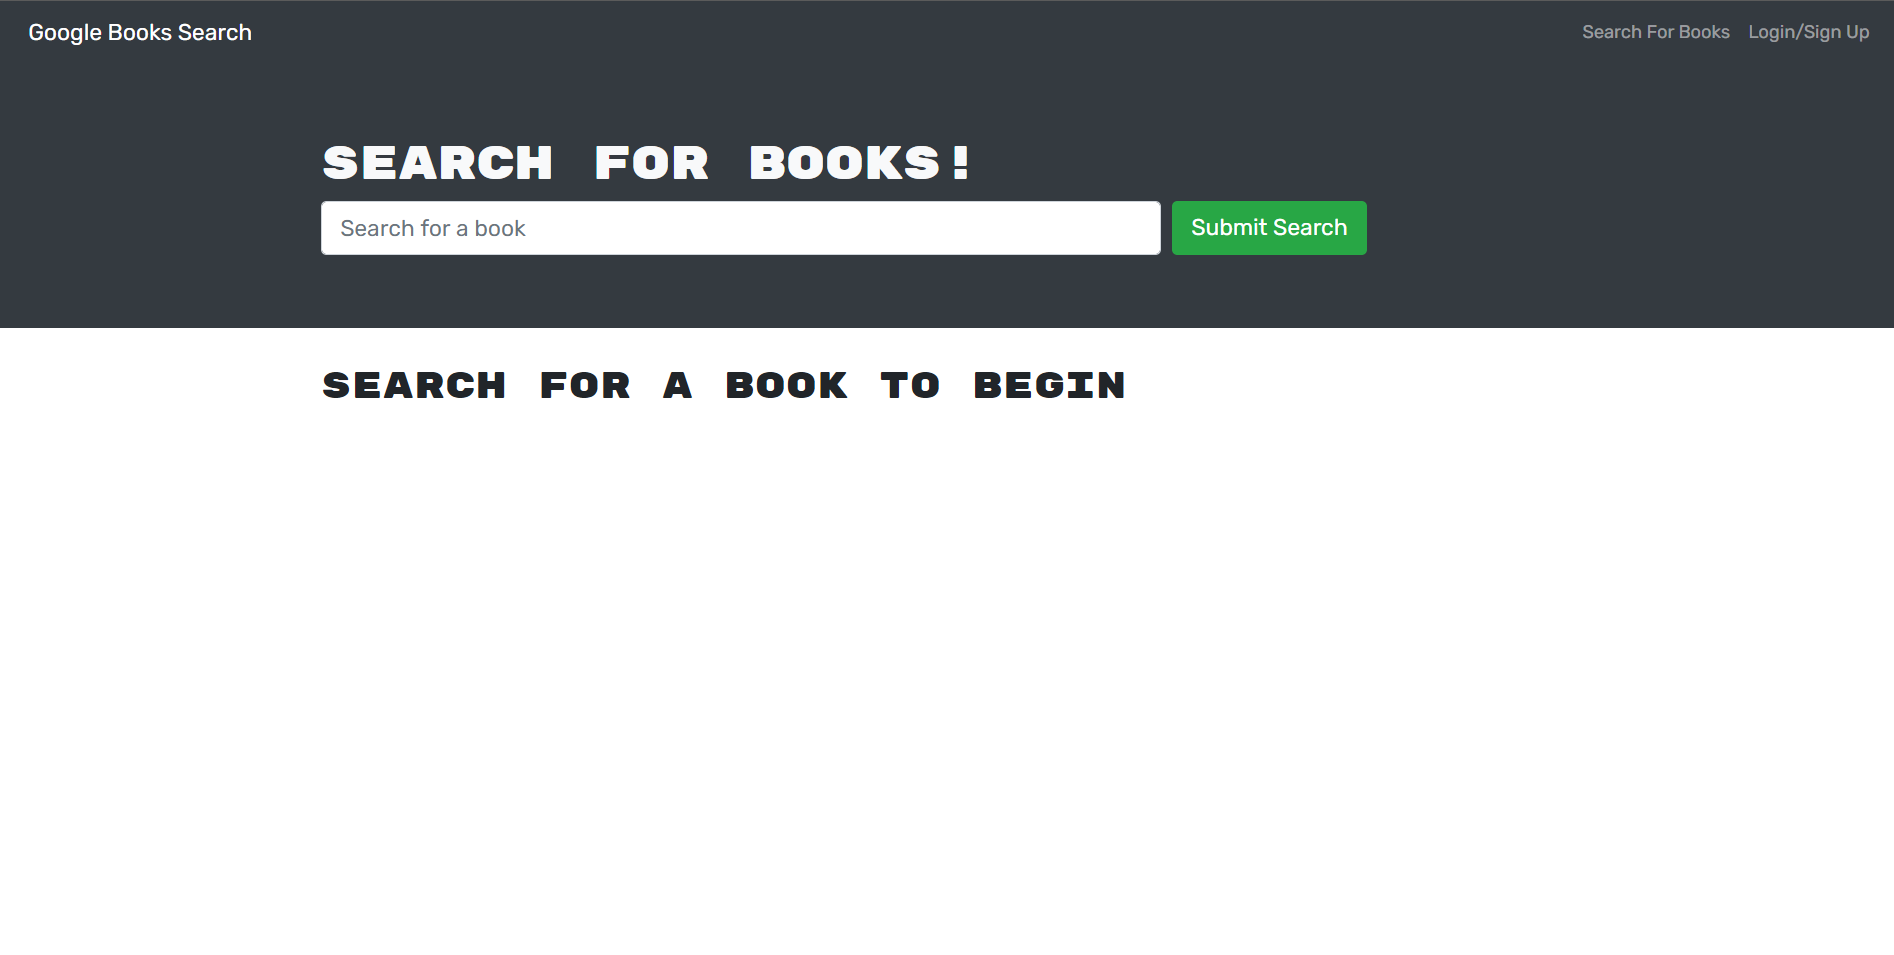 Google Books Search
Search For Books Login/Sign Up
SEARCH FOR BOOKS!
Search for a book
Submit Search
SEARCH FOR A BOOK TO BEGIN